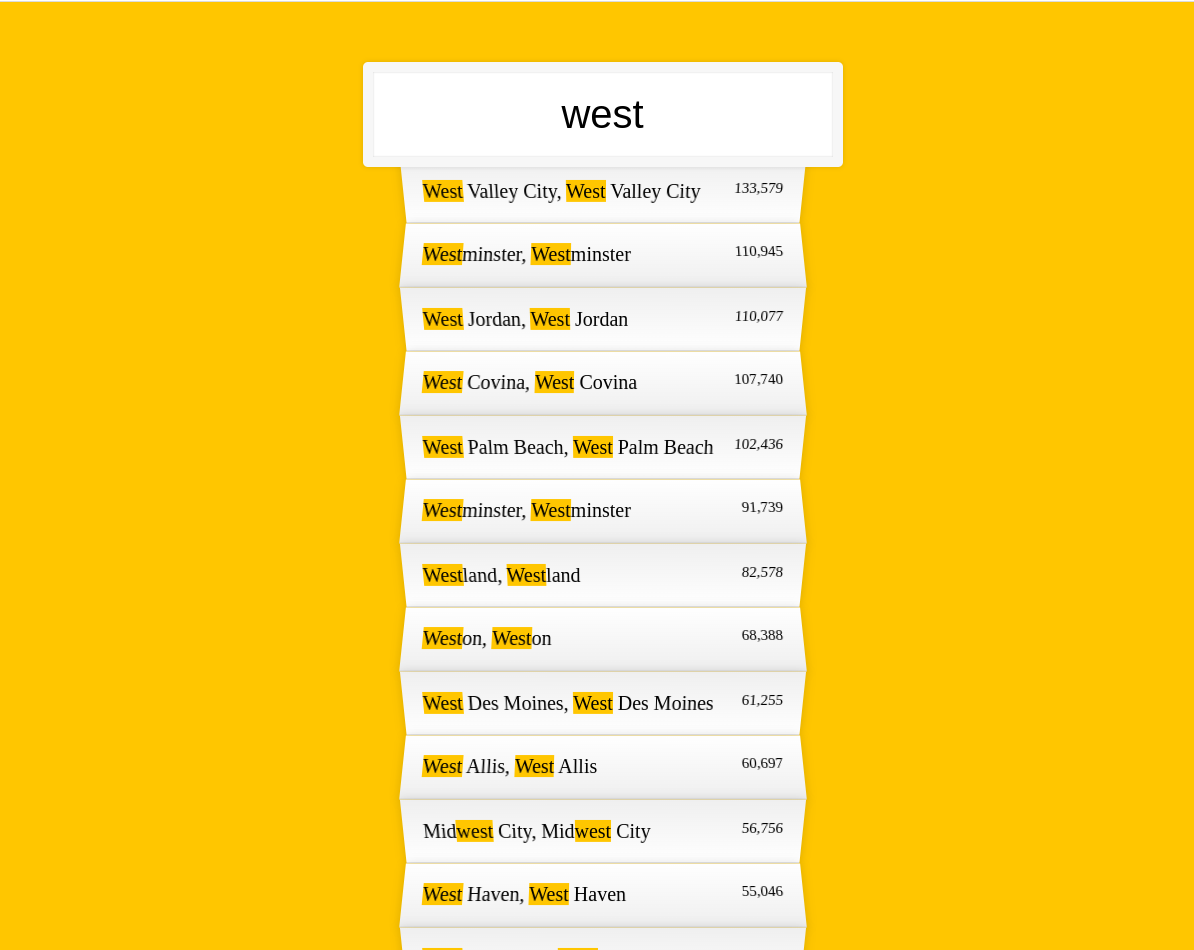 west
West Valley City, West Valley City 133,579
Westminster, Westminster 110,945
West Jordan, West Jordan 110,077
West Covina, West Covina 107,740
West Palm Beach, West Palm Beach 102,436
Westminster, Westminster 91,739
Westland, Westland 82,578
Weston, Weston 68,388
West Des Moines, West Des Moines 61,255
West Allis, West Allis 60,697
Midwest City, Midwest City 56,756
West Haven, West Haven 55,046